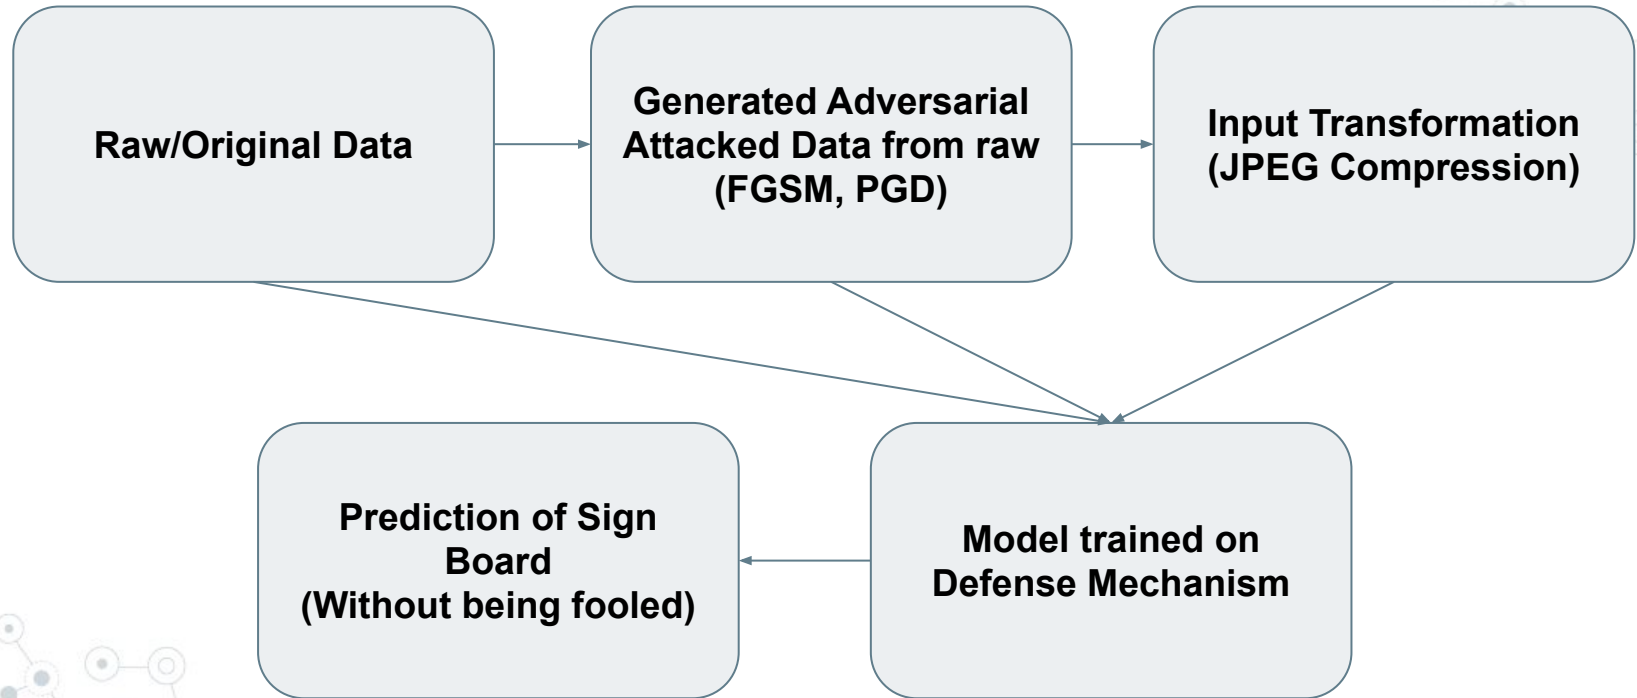 Raw/Original Data
Generated Adversarial
Attacked Data from raw
(FGSM, PGD)
Input Transformation
(JPEG Compression)
Prediction of Sign
Board
(Without being fooled)
Model trained on
Defense Mechanism